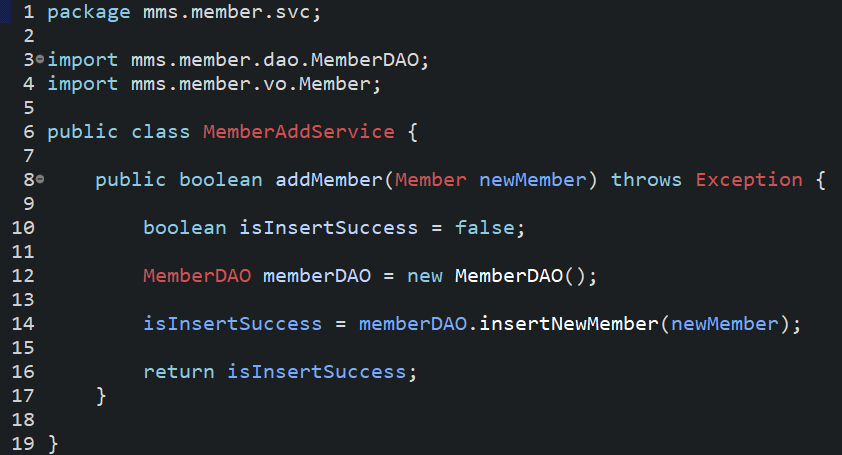 1 package mms.member.svc;
2
3 import mms.member.dao.MemberDAO;
4 import mms.member.vo.Member;
5
6 public class MemberAddService {
7
8     public boolean addMember(Member newMember) throws Exception {
9
10         boolean isInsertSuccess = false;
11
12         MemberDAO memberDAO = new MemberDAO();
13
14         isInsertSuccess = memberDAO.insertNewMember(newMember);
15
16         return isInsertSuccess;
17     }
18
19 }